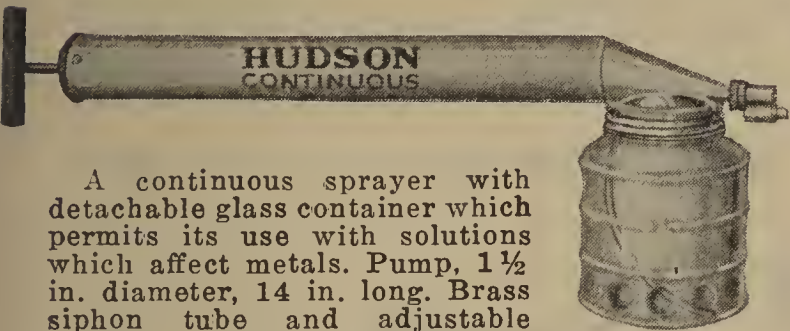 HUDSON
CONTINUOUS
A continuous sprayer with
detachable glass container which
permits its use with solutions
which affect metals. Pump, 1½
in. diameter, 14 in. long. Brass
siphon tube and adjustable